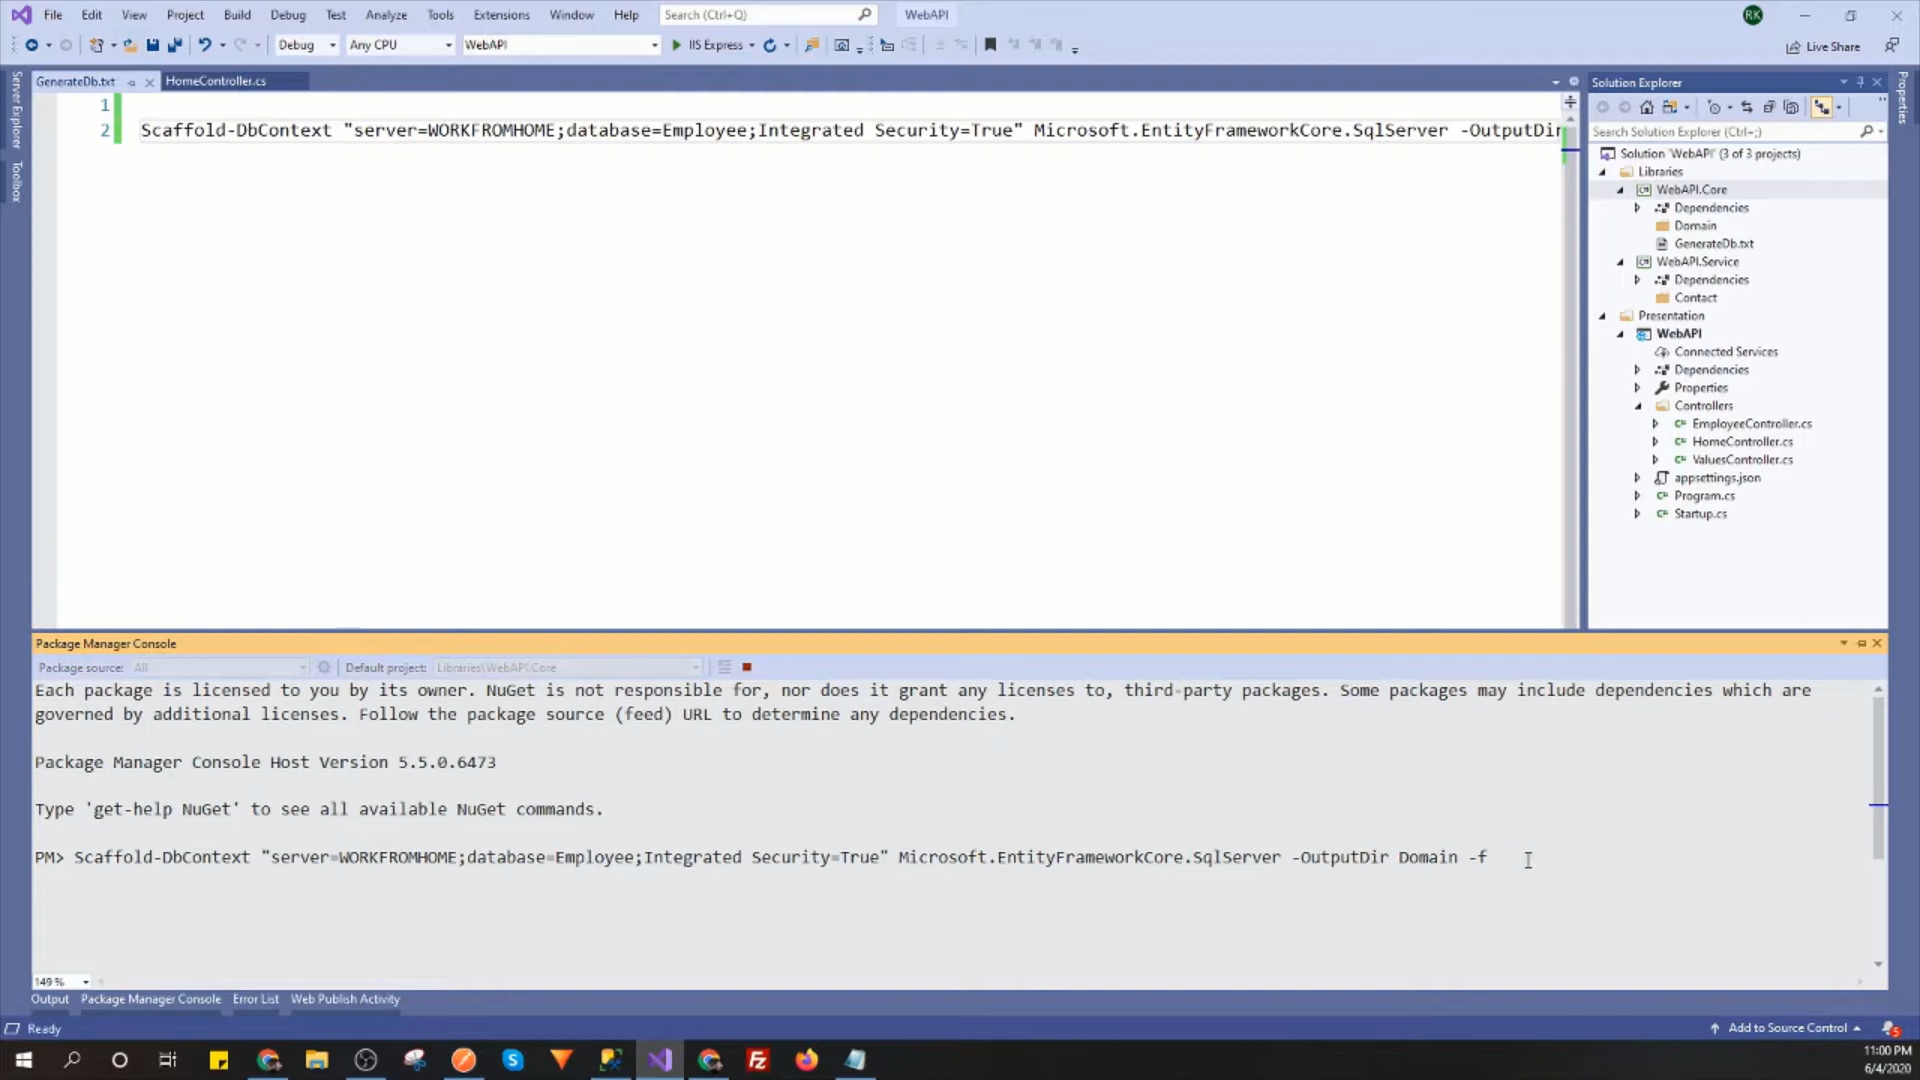 File Edit View Project Build Debug Test Analyze Tools Extensions Window Help Search (Ctrl+Q) WebAPI RK
Debug Any CPU WebAPI IIS Express Live Share
GenerateDb.txt HomeController.cs
Server Explorer
Toolbox
1
2 Scaffold-DbContext "server=WORKFROMHOME;database=Employee;Integrated Security=True" Microsoft.EntityFrameworkCore.SqlServer -OutputDir
Solution Explorer
Properties
Search Solution Explorer (Ctrl+;)
Solution 'WebAPI' (3 of 3 projects)
Libraries
WebAPI.Core
Dependencies
Domain
GenerateDb.txt
WebAPI.Service
Dependencies
Contact
Presentation
WebAPI
Connected Services
Dependencies
Properties
Controllers
EmployeeController.cs
HomeController.cs
ValuesController.cs
appsettings.json
Program.cs
Startup.cs
Package Manager Console
Package source: All Default project: Libraries\WebAPI.Core
Each package is licensed to you by its owner. NuGet is not responsible for, nor does it grant any licenses to, third-party packages. Some packages may include dependencies which are
governed by additional licenses. Follow the package source (feed) URL to determine any dependencies.
Package Manager Console Host Version 5.5.0.6473
Type 'get-help NuGet' to see all available NuGet commands.
PM> Scaffold-DbContext "server=WORKFROMHOME;database=Employee;Integrated Security=True" Microsoft.EntityFrameworkCore.SqlServer -OutputDir Domain -f
149 %
Output Package Manager Console Error List Web Publish Activity
Ready Add to Source Control 5
11:00 PM
6/4/2020